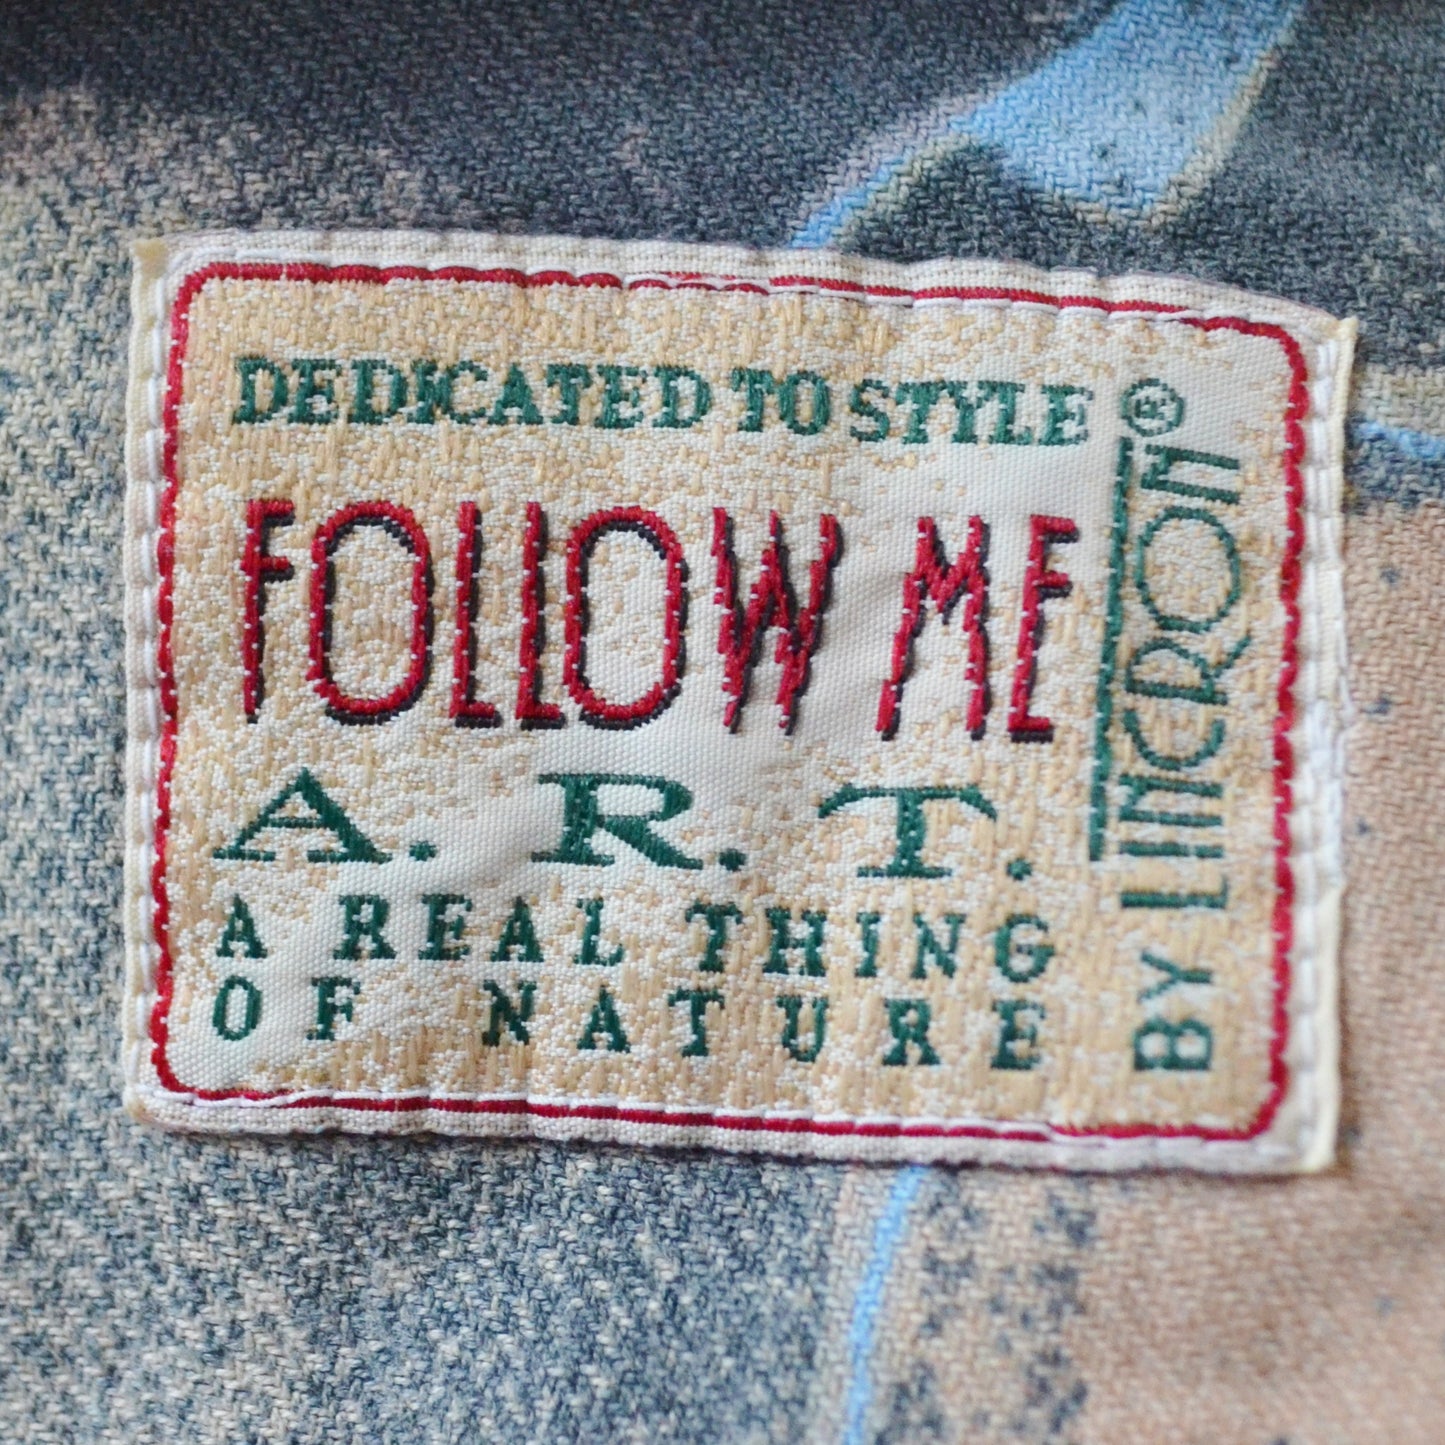 DEDICATED TO STYLE
FOLLOW ME
A. R. T.
A REAL THING
OF NATURE
BY LINCRON®